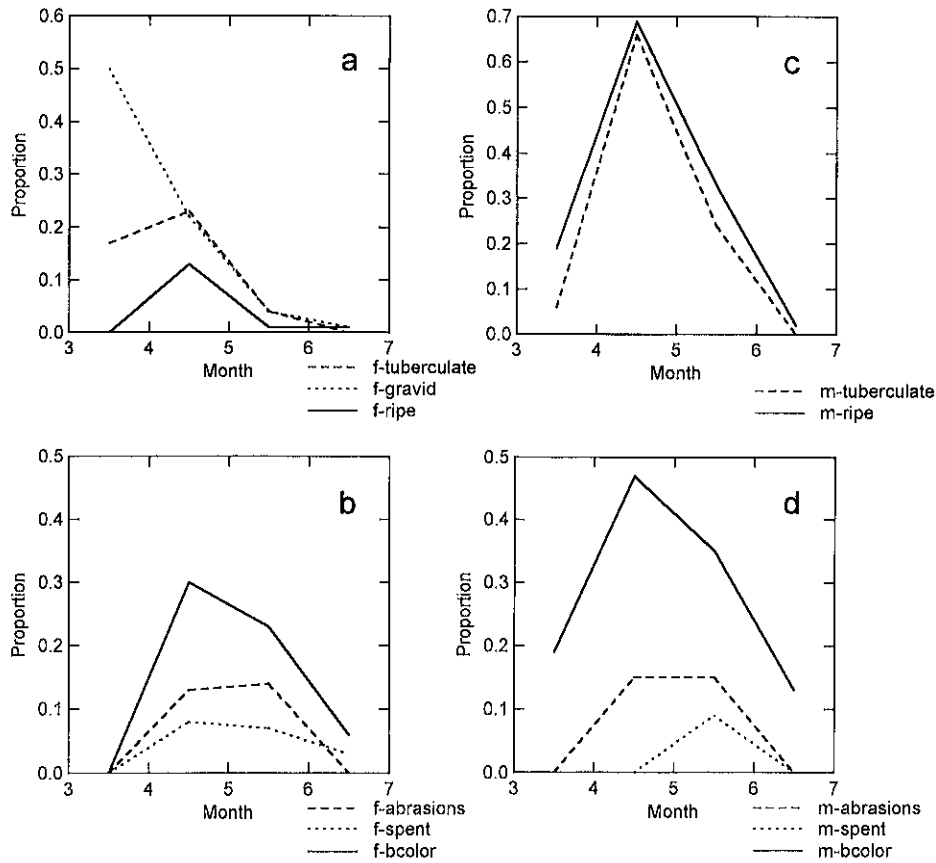 a
0.6
0.5
0.4
0.3
0.2
0.1
0.0
Proportion
3 4 5 6 7
Month
f-tuberculate
f-gravid
f-ripe
c
0.7
0.6
0.5
0.4
0.3
0.2
0.1
0.0
Proportion
3 4 5 6 7
Month
m-tuberculate
m-ripe
b
0.5
0.4
0.3
0.2
0.1
0.0
Proportion
3 4 5 6 7
Month
f-abrasions
f-spent
f-bcolor
d
0.5
0.4
0.3
0.2
0.1
0.0
Proportion
3 4 5 6 7
Month
m-abrasions
m-spent
m-bcolor